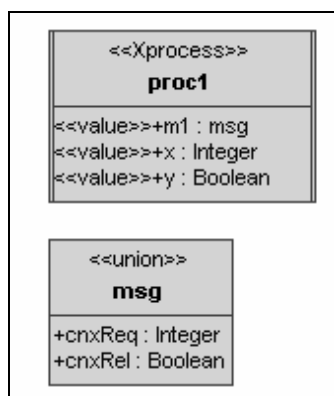 <<Xprocess>>
proc1
<<value>>+m1 : msg
<<value>>+x : Integer
<<value>>+y : Boolean
<<union>>
msg
+cnxReq : Integer
+cnxRel : Boolean